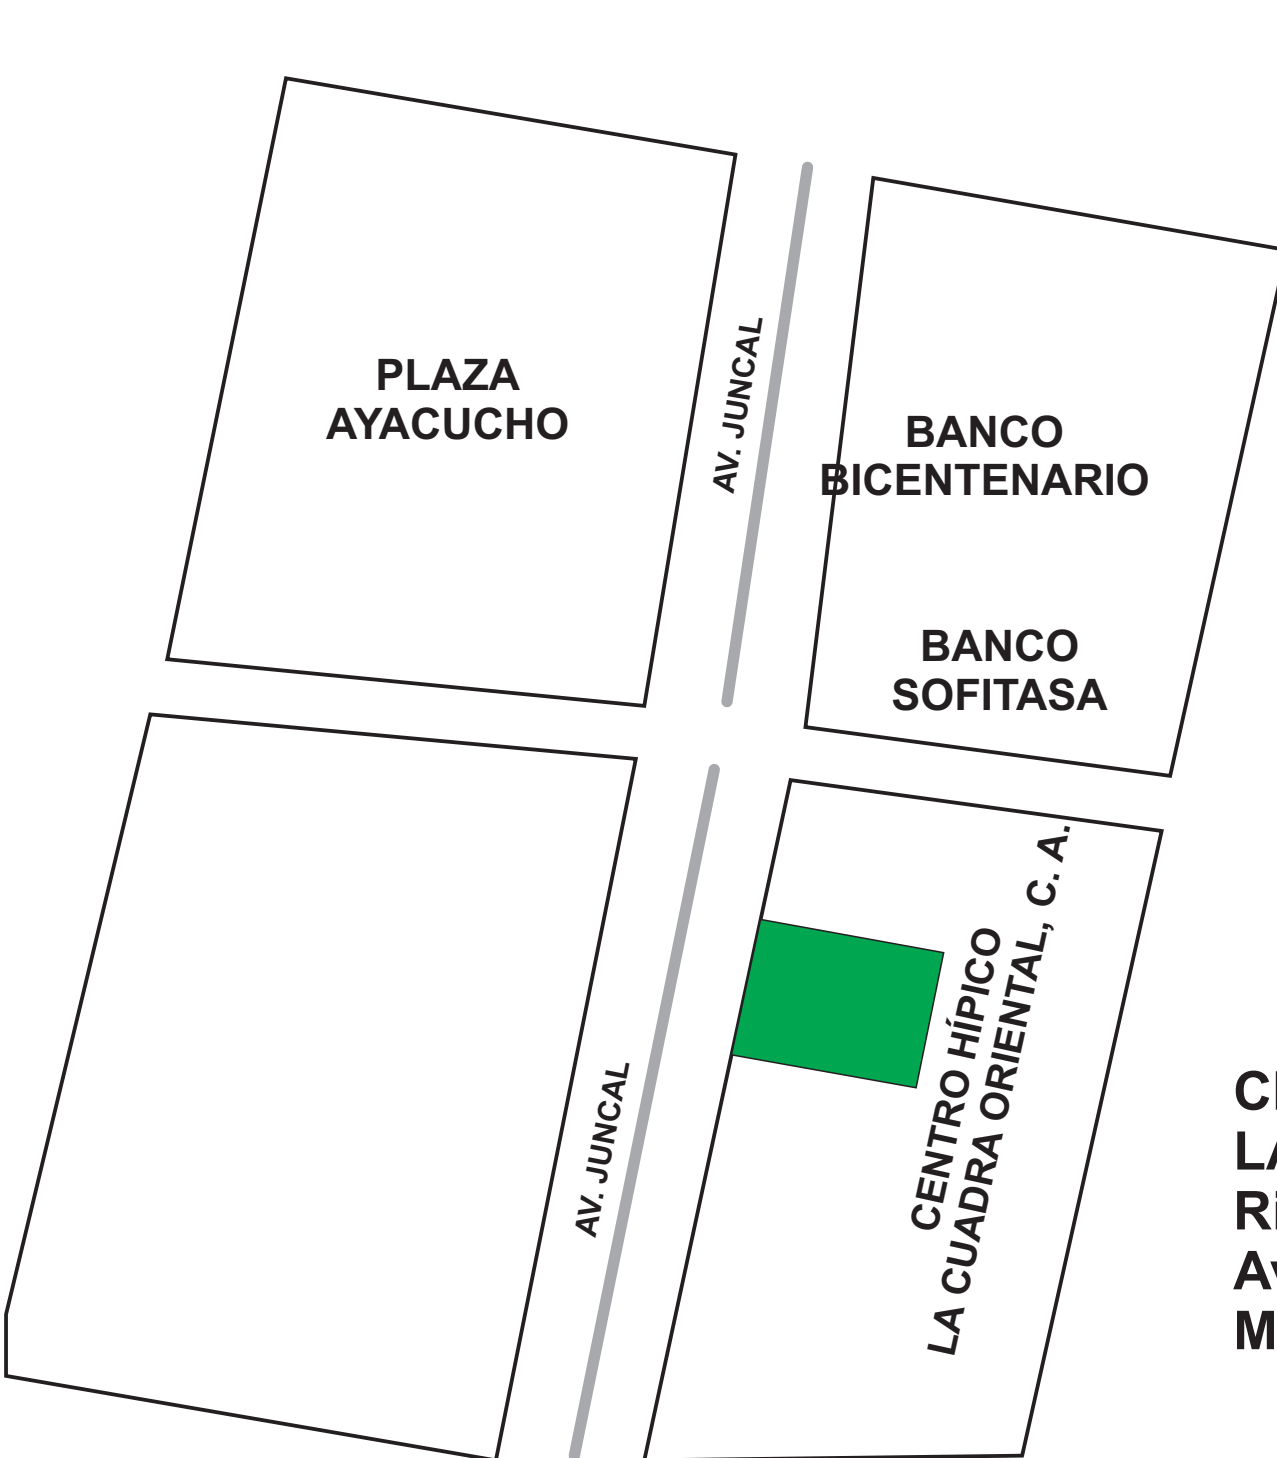 PLAZA
AYACUCHO
AV. JUNCAL
BANCO
BICENTENARIO
BANCO
SOFITASA
CENTRO HÍPICO
LA CUADRA ORIENTAL, C. A.
AV. JUNCAL